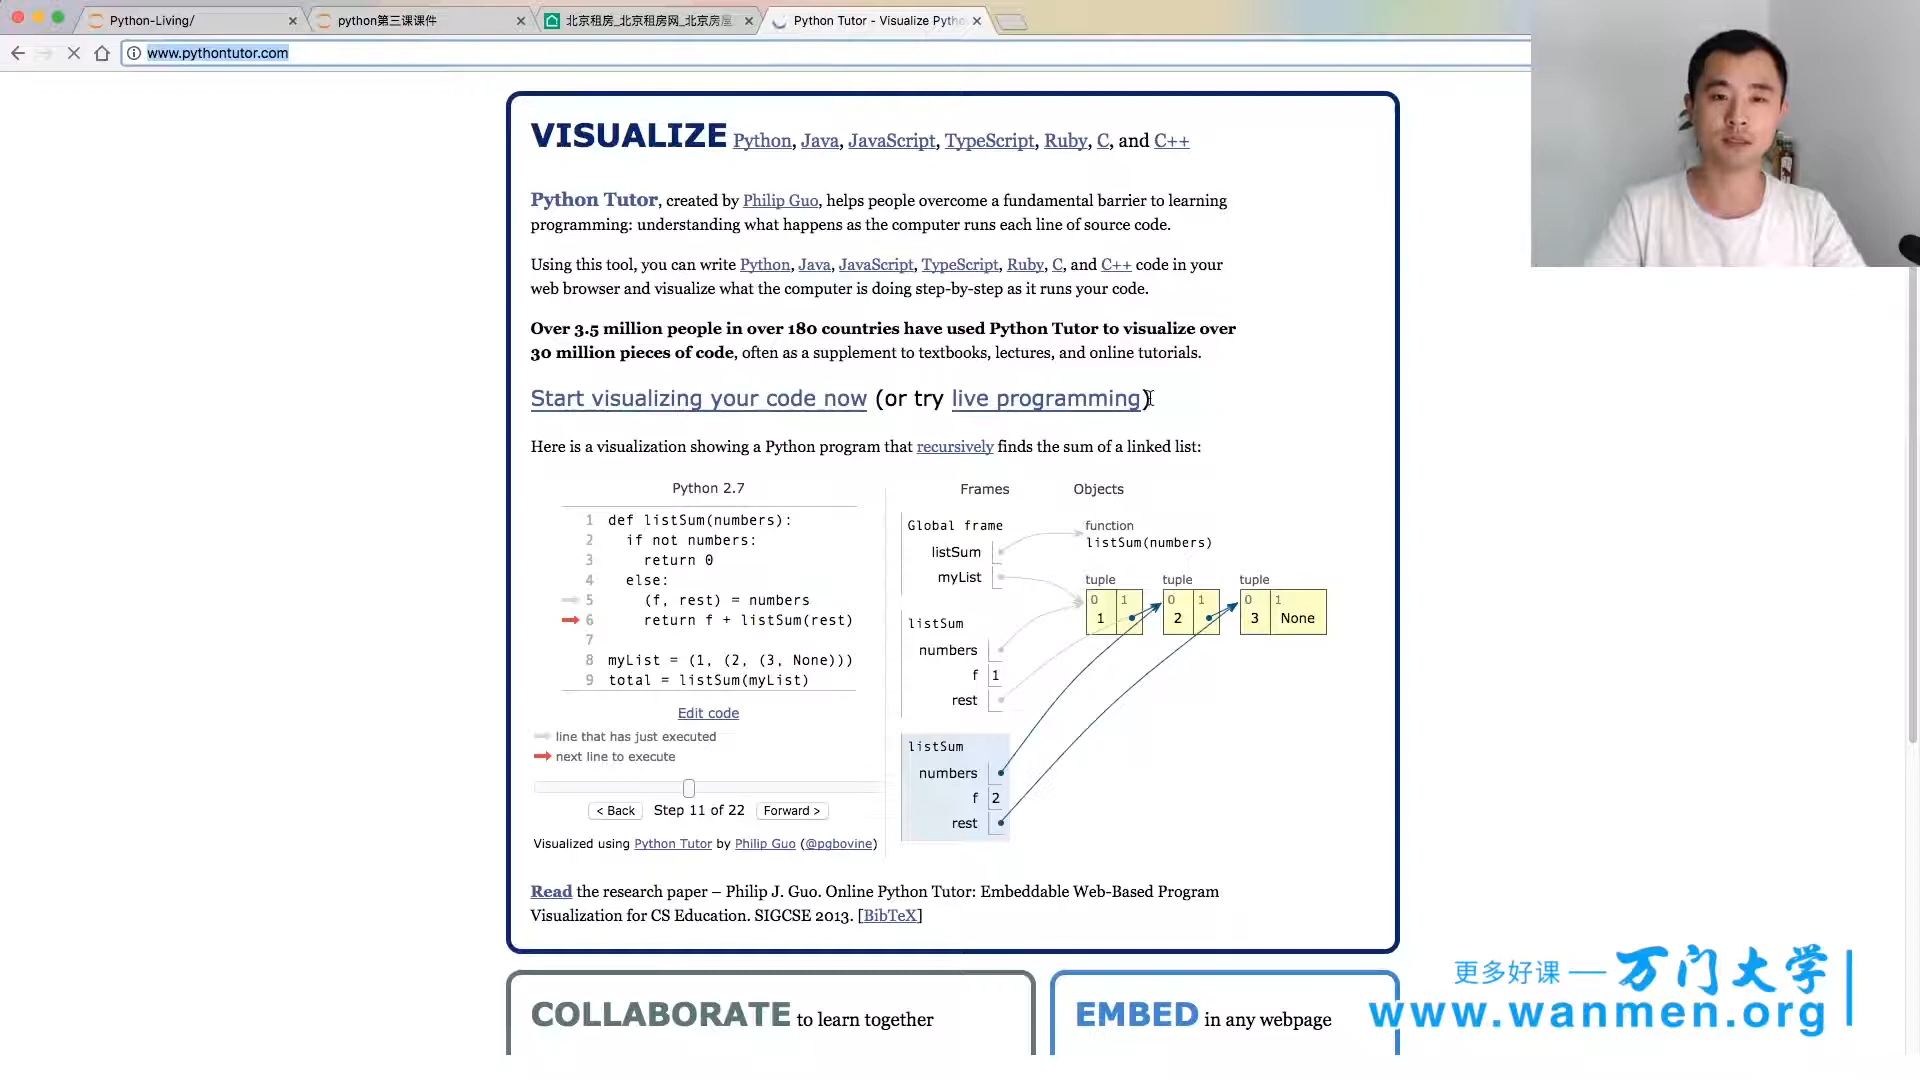 Python-Living/
python第三课课件
北京租房_北京租房网_北京房屋
Python Tutor - Visualize Pytho
www.pythontutor.com
VISUALIZE Python, Java, JavaScript, TypeScript, Ruby, C, and C++
Python Tutor, created by Philip Guo, helps people overcome a fundamental barrier to learning
programming: understanding what happens as the computer runs each line of source code.
Using this tool, you can write Python, Java, JavaScript, TypeScript, Ruby, C, and C++ code in your
web browser and visualize what the computer is doing step-by-step as it runs your code.
Over 3.5 million people in over 180 countries have used Python Tutor to visualize over
30 million pieces of code, often as a supplement to textbooks, lectures, and online tutorials.
Start visualizing your code now (or try live programming)
Here is a visualization showing a Python program that recursively finds the sum of a linked list:
Python 2.7
1 def listSum(numbers):
2 if not numbers:
3 return 0
4 else:
5 (f, rest) = numbers
6 return f + listSum(rest)
7
8 myList = (1, (2, (3, None)))
9 total = listSum(myList)
Edit code
line that has just executed
next line to execute
< Back Step 11 of 22 Forward >
Visualized using Python Tutor by Philip Guo (@pgbovine)
Frames Objects
Global frame
listSum
myList
function
listSum(numbers)
tuple tuple tuple
0 1 0 1 0 1
1 2 3 None
listSum
numbers
f 1
rest
listSum
numbers
f 2
rest
Read the research paper – Philip J. Guo. Online Python Tutor: Embeddable Web-Based Program
Visualization for CS Education. SIGCSE 2013. [BibTeX]
COLLABORATE to learn together
EMBED in any webpage
更多好课 — 万门大学
www.wanmen.org